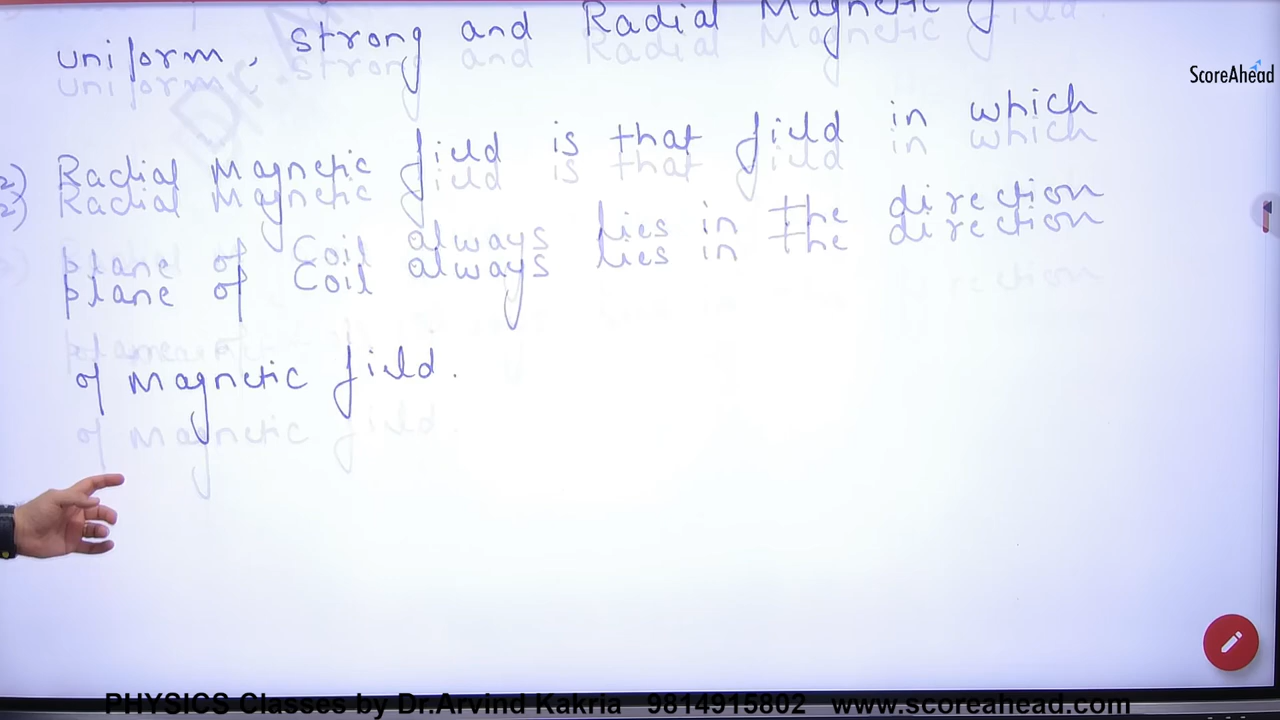 uniform, strong and Radial Magnetic
ScoreAhead
2) Radial Magnetic field is that field in which
plane of Coil always lies in the direction
of Magnetic field.
PHYSICS Classes by Dr.Arvind Kakria 9814915802 www.scoreahead.com